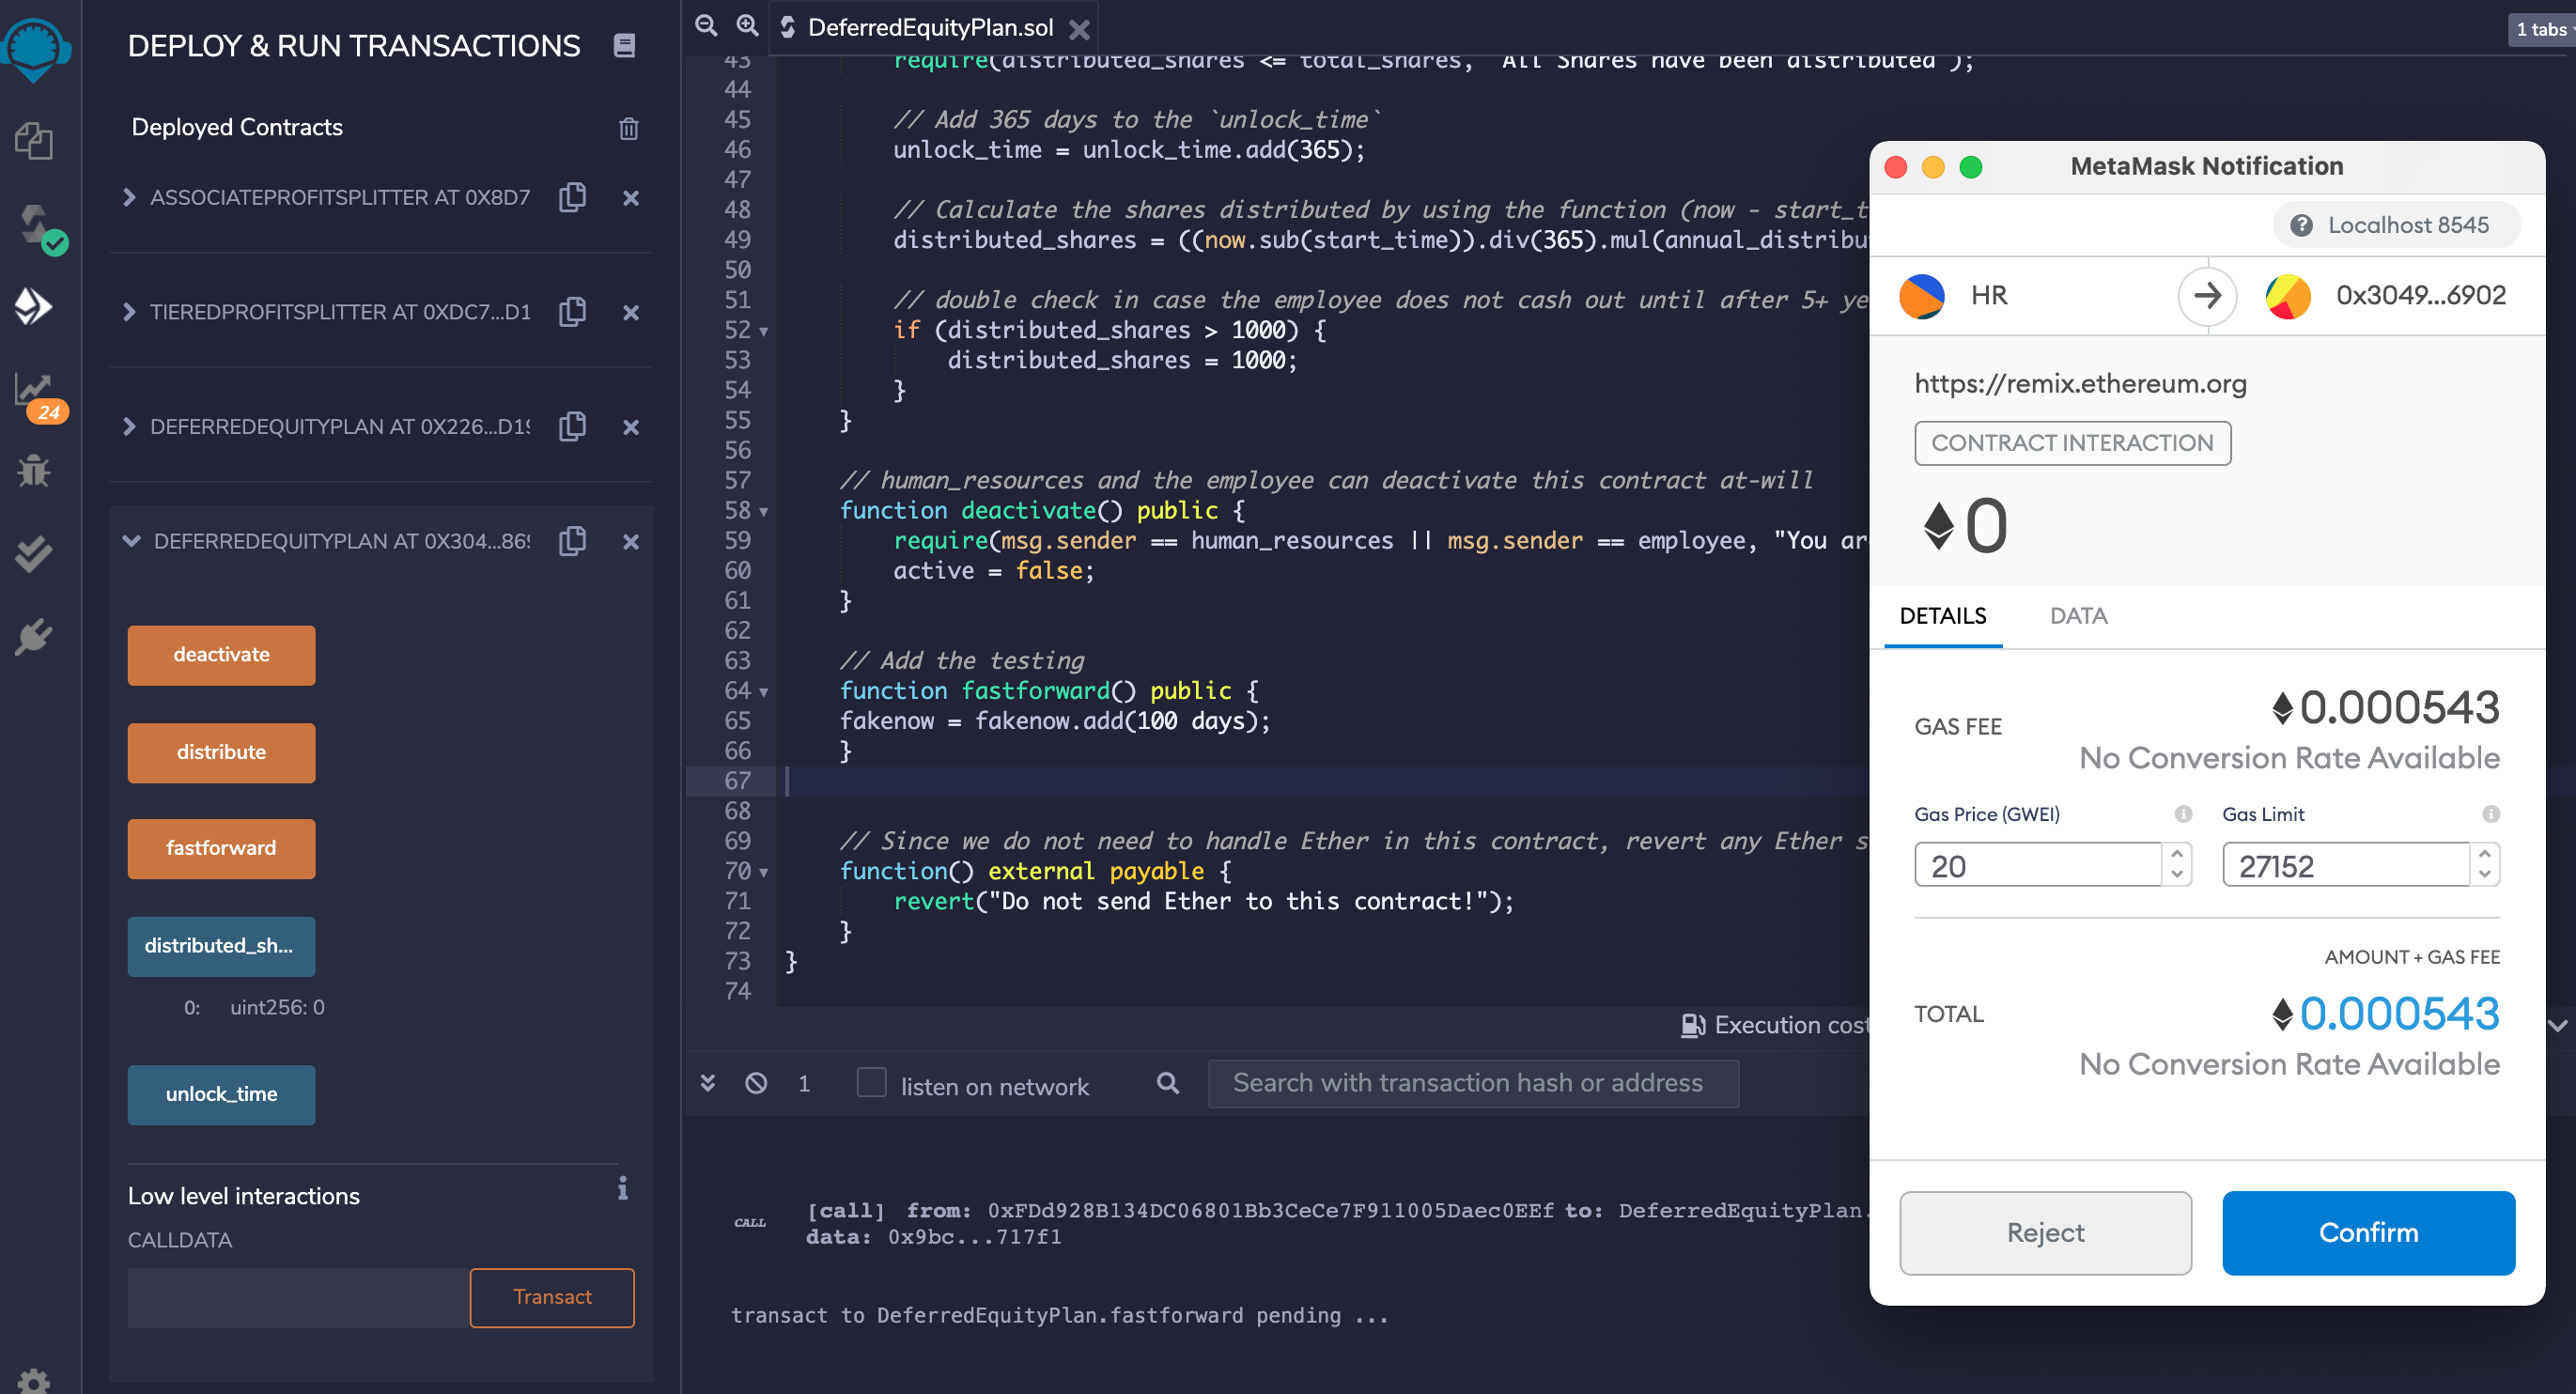 DEPLOY & RUN TRANSACTIONS
Deployed Contracts
ASSOCIATEPROFITSPLITTER AT 0X8D7
TIEREDPROFITSPLITTER AT 0XDC7...D1
DEFERREDEQUITYPLAN AT 0X226...D19
DEFERREDEQUITYPLAN AT 0X304...869
24
deactivate
distribute
fastforward
distributed_sh...
0: uint256: 0
unlock_time
Low level interactions
CALLDATA
Transact
DeferredEquityPlan.sol
1 tabs
43 require(distributed_shares <= total_shares, "All Shares have been distributed");
44
45 // Add 365 days to the `unlock_time`
46 unlock_time = unlock_time.add(365);
47
48 // Calculate the shares distributed by using the function (now - start_t
49 distributed_shares = ((now.sub(start_time)).div(365).mul(annual_distribu
50
51 // double check in case the employee does not cash out until after 5+ ye
52 if (distributed_shares > 1000) {
53 distributed_shares = 1000;
54 }
55 }
56
57 // human_resources and the employee can deactivate this contract at-will
58 function deactivate() public {
59 require(msg.sender == human_resources || msg.sender == employee, "You ar
60 active = false;
61 }
62
63 // Add the testing
64 function fastforward() public {
65 fakenow = fakenow.add(100 days);
66 }
67
68
69 // Since we do not need to handle Ether in this contract, revert any Ether s
70 function() external payable {
71 revert("Do not send Ether to this contract!");
72 }
73 }
74
Execution cost
1 listen on network Search with transaction hash or address
CALL [call] from: 0xFDd928B134DC06801Bb3CeCe7F911005Daec0EEf to: DeferredEquityPlan.
data: 0x9bc...717f1
transact to DeferredEquityPlan.fastforward pending ...
MetaMask Notification
? Localhost 8545
HR 0x3049...6902
https://remix.ethereum.org
CONTRACT INTERACTION
0
DETAILS DATA
GAS FEE 0.000543
No Conversion Rate Available
Gas Price (GWEI) Gas Limit
20 27152
AMOUNT + GAS FEE
TOTAL 0.000543
No Conversion Rate Available
Reject Confirm